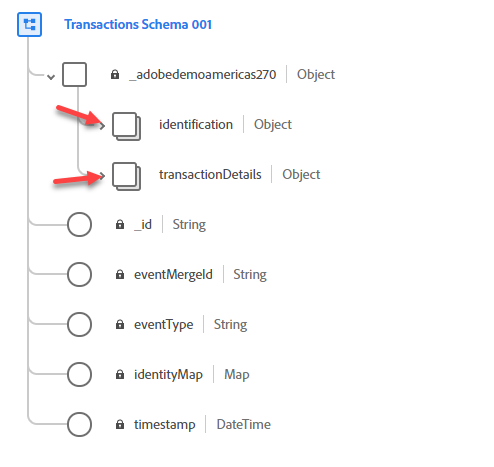 Transactions Schema 001
_adobedemoamericas270 Object
identification Object
transactionDetails Object
_id String
eventMergeId String
eventType String
identityMap Map
timestamp DateTime